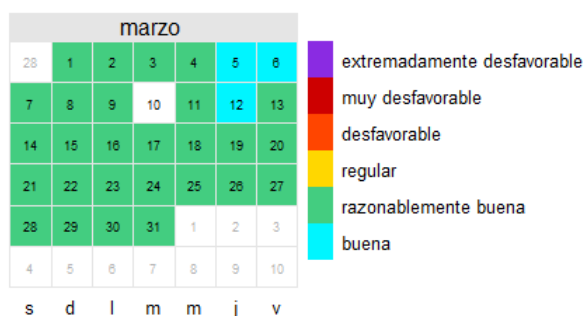 marzo
28 1 2 3 4 5 6
7 8 9 10 11 12 13
14 15 16 17 18 19 20
21 22 23 24 25 26 27
28 29 30 31 1 2 3
4 5 6 7 8 9 10
s d l m m j v
extremadamente desfavorable
muy desfavorable
desfavorable
regular
razonablemente buena
buena